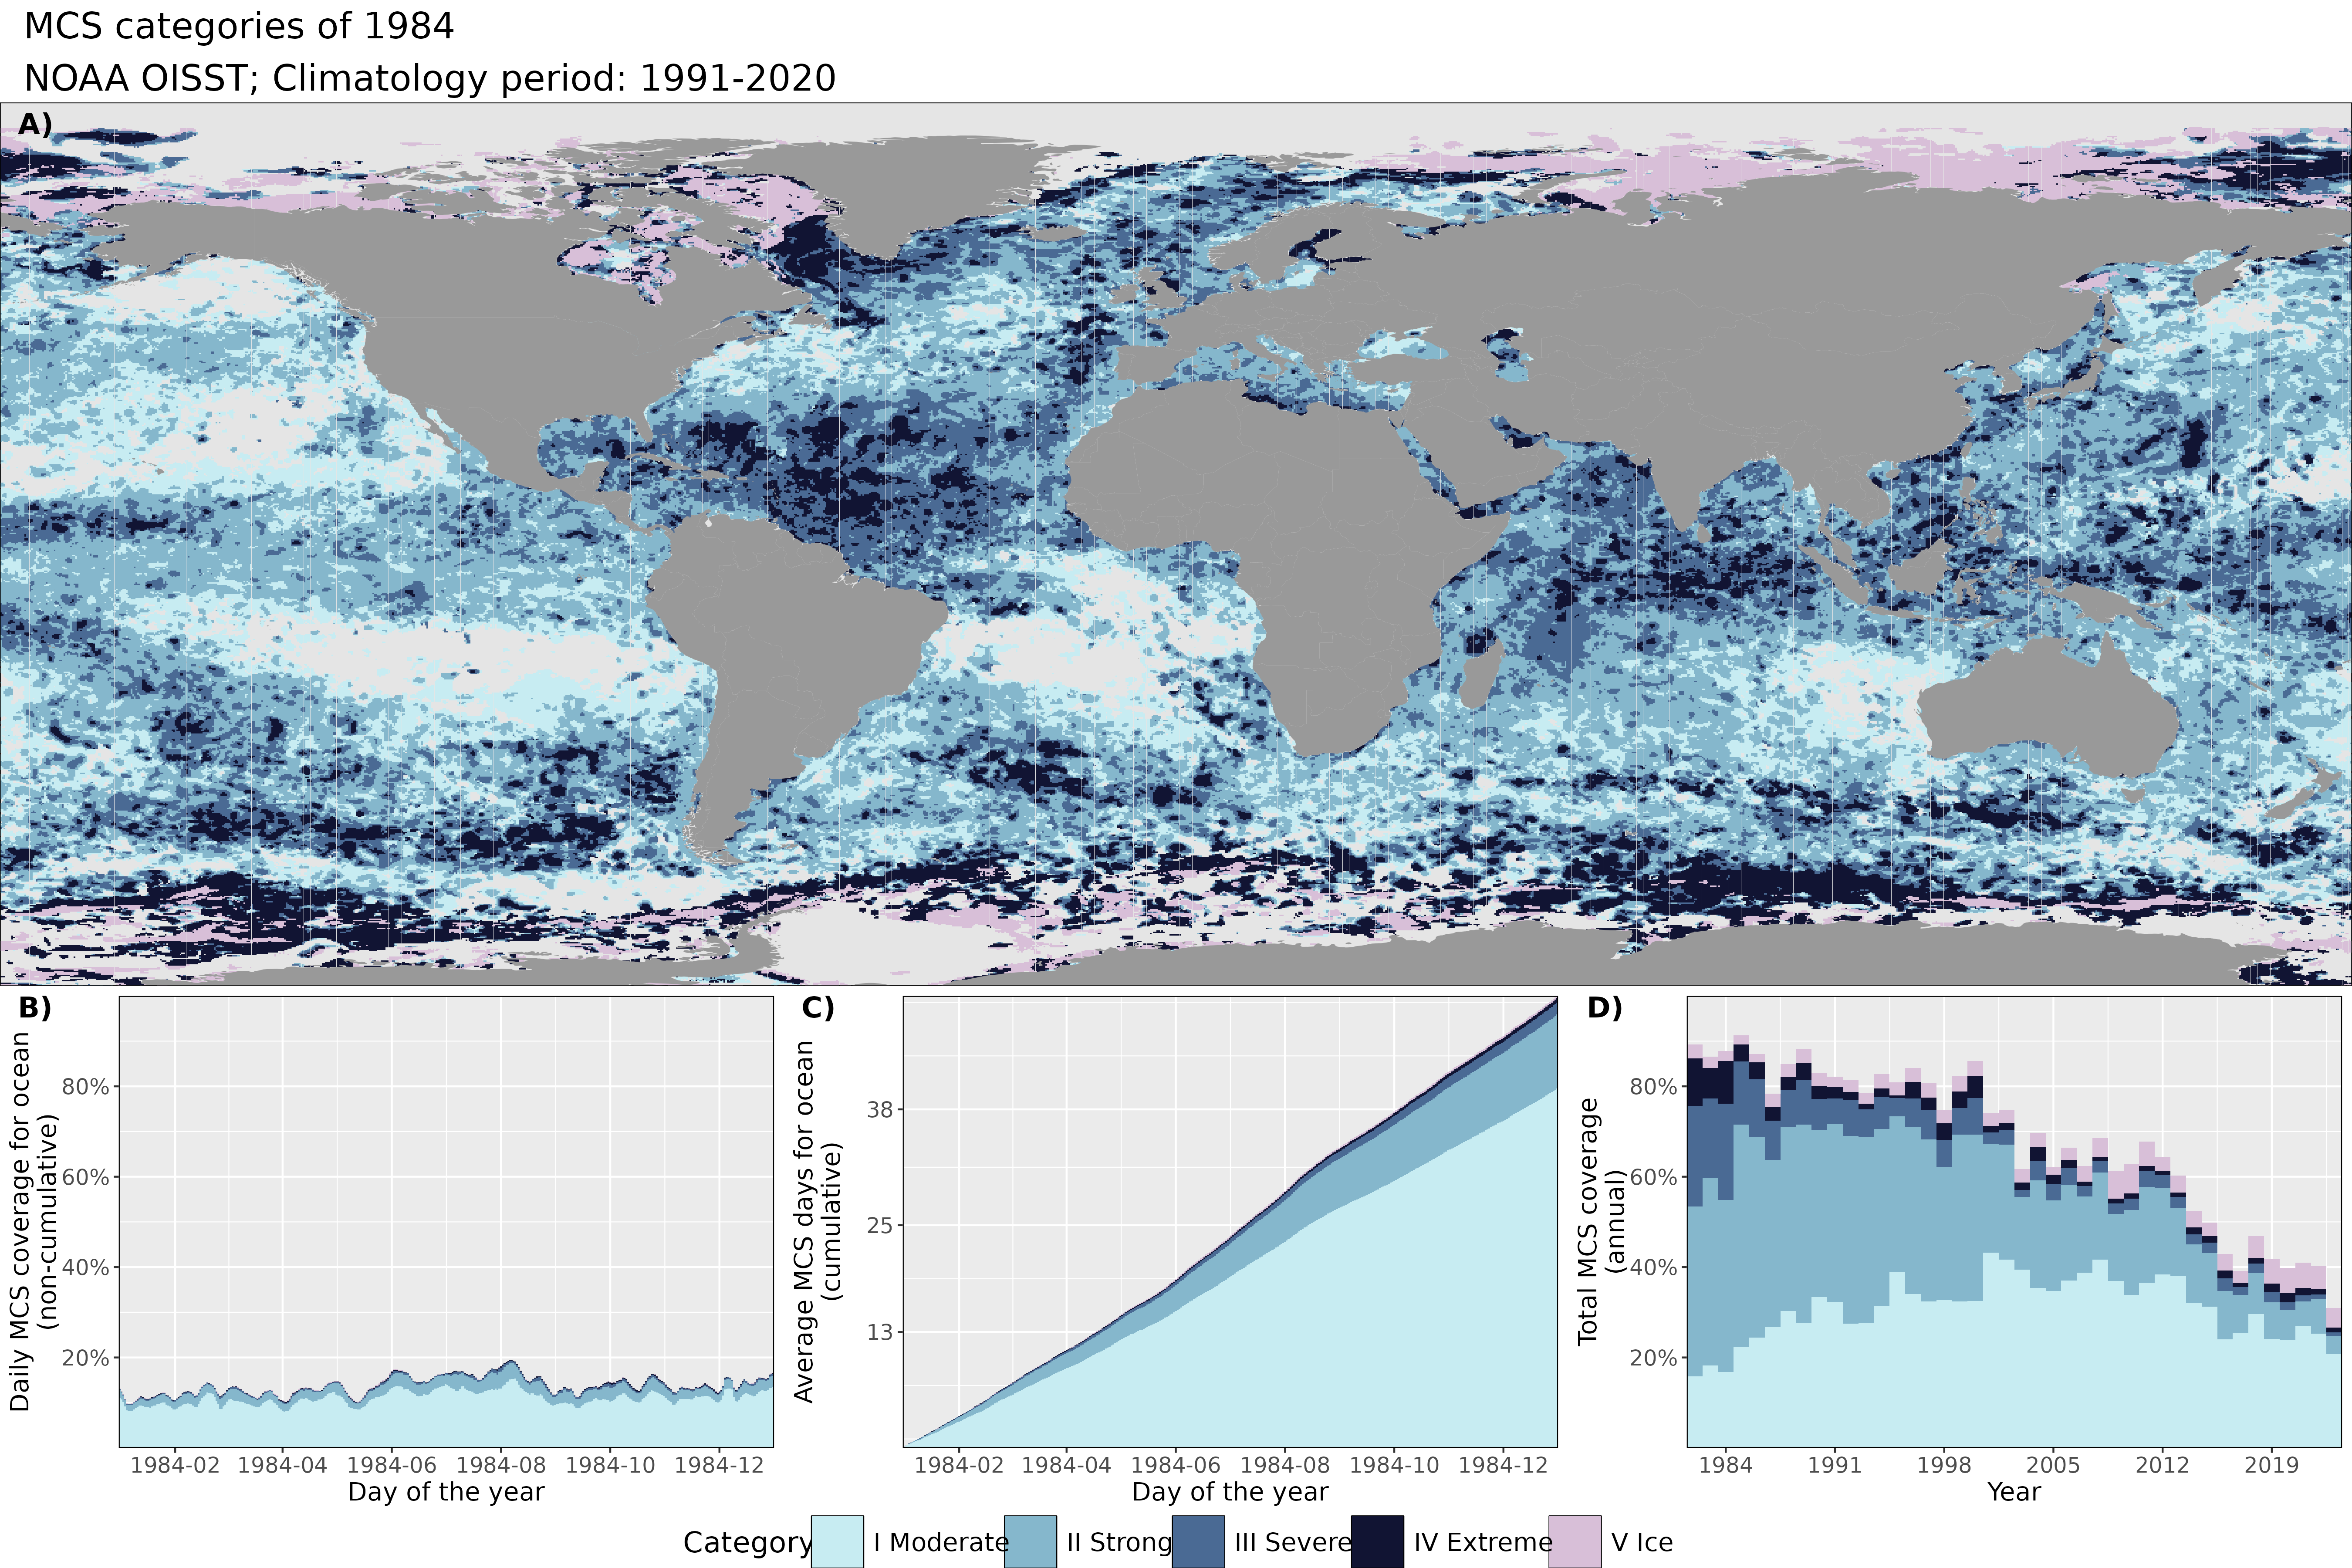 MCS categories of 1984
NOAA OISST; Climatology period: 1991-2020
A)
B)
Daily MCS coverage for ocean
(non-cumulative)
80%
60%
40%
20%
1984-02 1984-04 1984-06 1984-08 1984-10 1984-12
Day of the year
C)
Average MCS days for ocean
(cumulative)
38
25
13
1984-02 1984-04 1984-06 1984-08 1984-10 1984-12
Day of the year
D)
Total MCS coverage
(annual)
80%
60%
40%
20%
1984 1991 1998 2005 2012 2019
Year
Category I Moderate II Strong III Severe IV Extreme V Ice